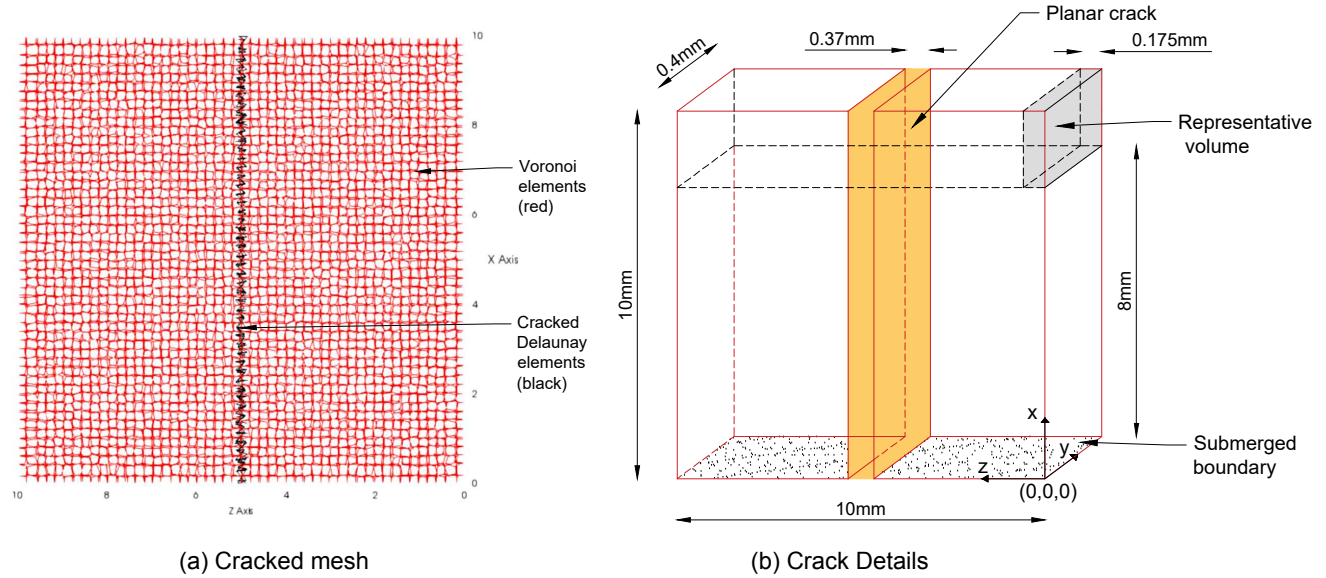 10
8
6
4
2
0
X Axis
10
8
6
4
2
0
Z Axis
Voronoi
elements
(red)
Cracked
Delaunay
elements
(black)
(a) Cracked mesh
Planar crack
0.37mm
0.175mm
0.4mm
Representative
volume
10mm
8mm
x
y
z
(0,0,0)
Submerged
boundary
10mm
(b) Crack Details